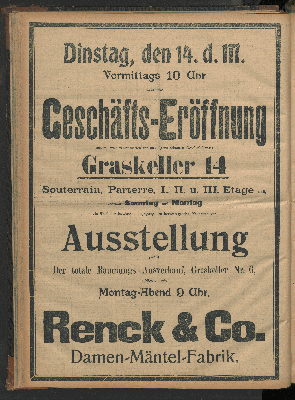 Dinstag, den 14. d. M.
Vormittags 10 Uhr
Geschäfts-Eröffnung
Graskeller 14
Souterrain, Parterre, I. II. u. III. Etage
Sonntag Montag
Ausstellung
Der totale Räumungs-Ausverkauf, Graskeller Nr. 6,
Montag-Abend 9 Uhr.
Renck & Co.
Damen-Mäntel-Fabrik.